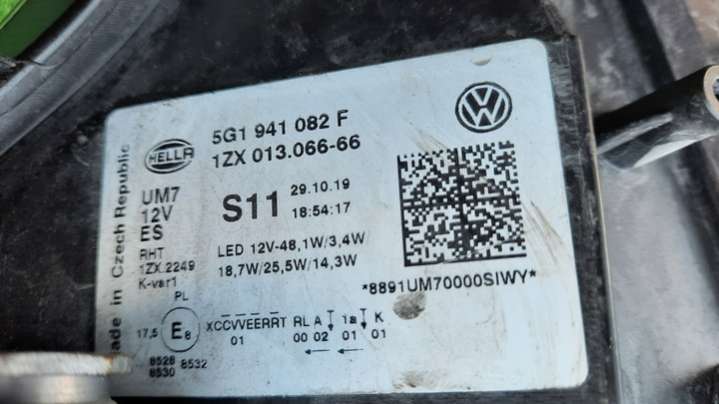 Made in Czech Republic
HELLA
5G1 941 082 F
1ZX 013.066-66
UM7
12V
ES
S11
29.10.19
18:54:17
RHT
1ZX.2249
K-var1
LED 12V-48,1W/3,4W
18,7W/25,5W/14,3W
*8891UM70000SIWY*
PL
17,5 E8
XCCVVEERRT RL A 1a K
01 00 02 01 01
8528
8530 8532